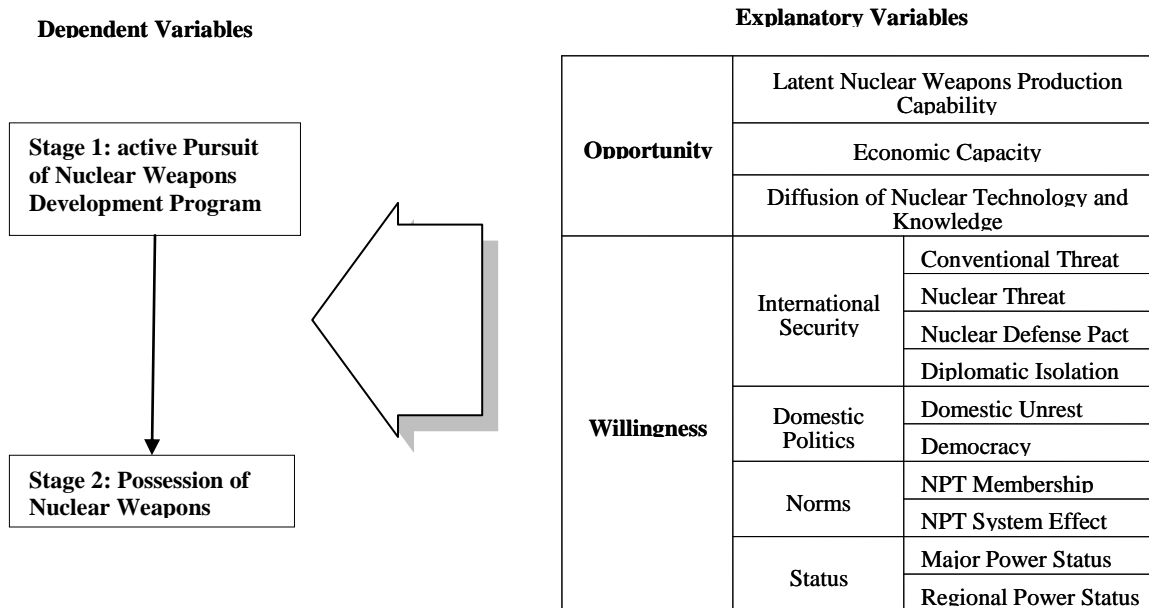 Dependent Variables
Stage 1: active Pursuit
of Nuclear Weapons
Development Program
Stage 2: Possession of
Nuclear Weapons
Explanatory Variables
Opportunity
Latent Nuclear Weapons Production
Capability
Economic Capacity
Diffusion of Nuclear Technology and
Knowledge
Willingness
International
Security
Conventional Threat
Nuclear Threat
Nuclear Defense Pact
Diplomatic Isolation
Domestic
Politics
Domestic Unrest
Democracy
Norms
NPT Membership
NPT System Effect
Status
Major Power Status
Regional Power Status